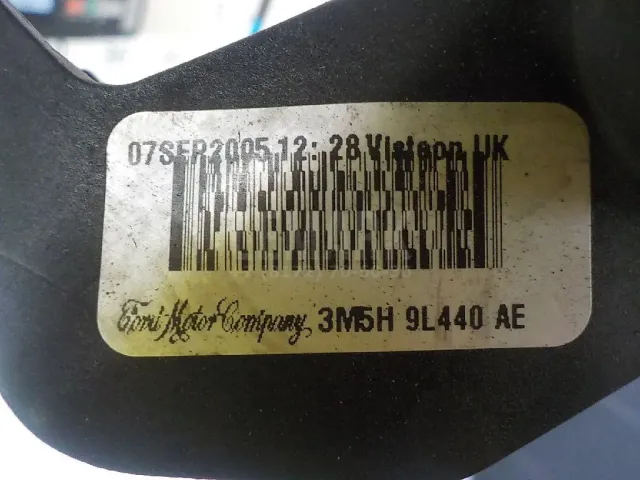 07SEP2005 12: 28 Visteon UK
Ford Motor Company 3M5H 9L440 AE